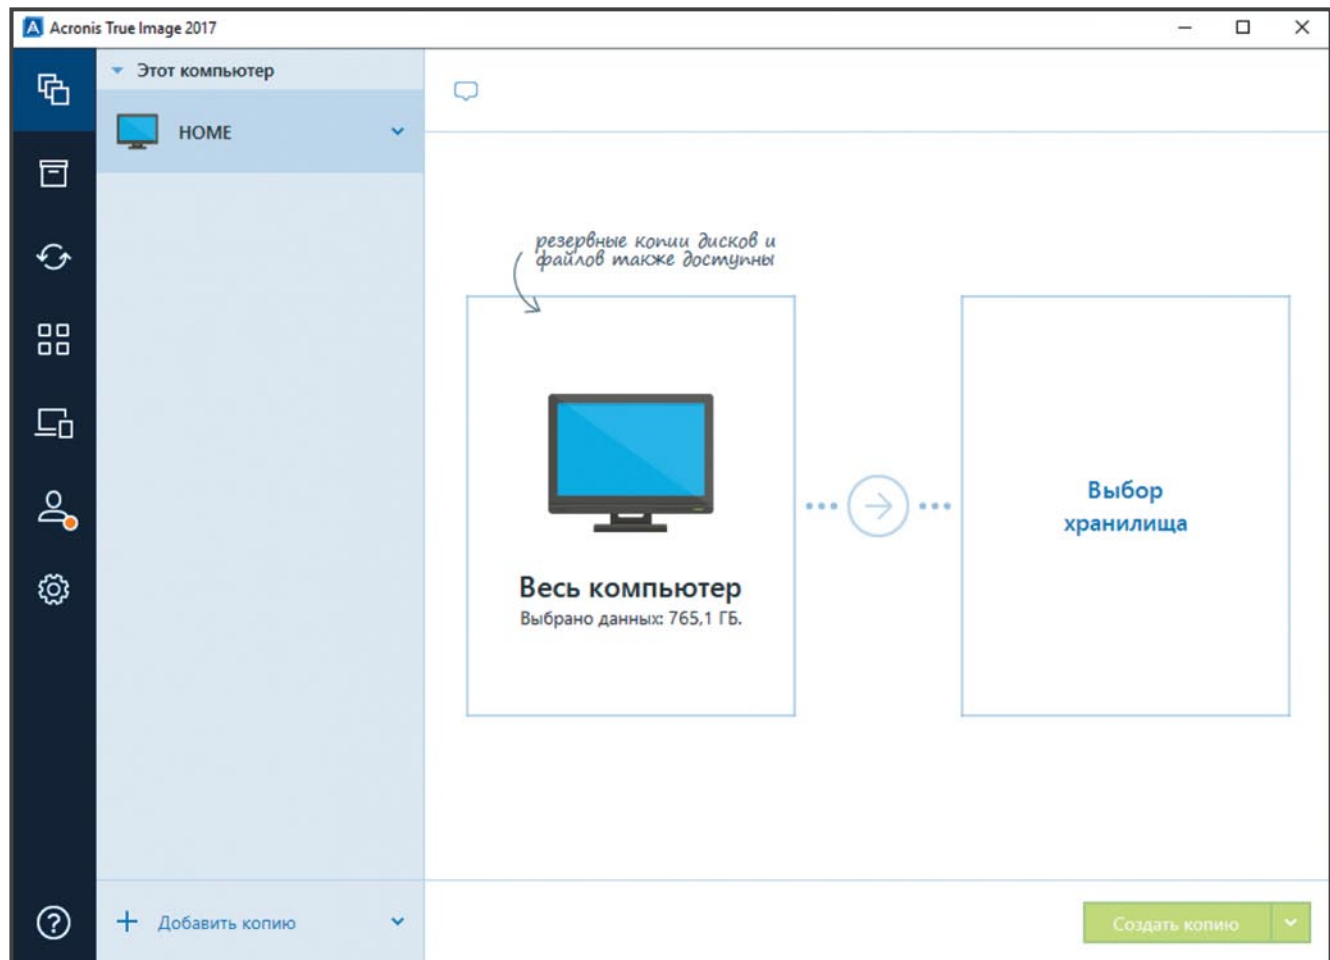 Acronis True Image 2017
Этот компьютер
HOME
резервные копии дисков и
файлов также доступны
Весь компьютер
Выбрано данных: 765,1 ГБ.
Выбор
хранилища
Добавить копию
Создать копию